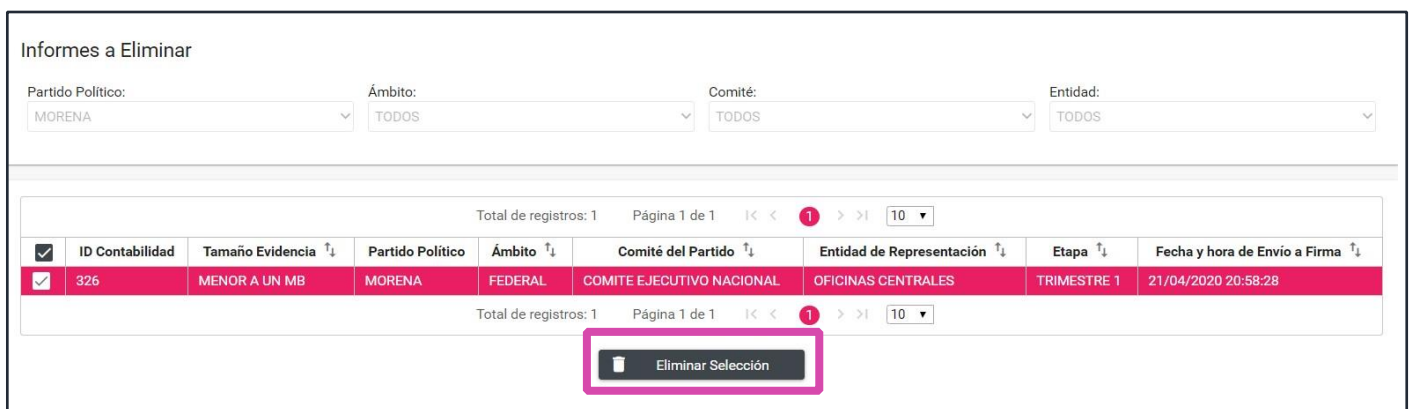 Informes a Eliminar
Partido Político: Ámbito: Comité: Entidad:
MORENA TODOS TODOS TODOS
Total de registros: 1 Página 1 de 1 1 10
ID Contabilidad Tamaño Evidencia Partido Político Ámbito Comité del Partido Entidad de Representación Etapa Fecha y hora de Envío a Firma
326 MENOR A UN MB MORENA FEDERAL COMITE EJECUTIVO NACIONAL OFICINAS CENTRALES TRIMESTRE 1 21/04/2020 20:58:28
Total de registros: 1 Página 1 de 1 1 10
Eliminar Selección